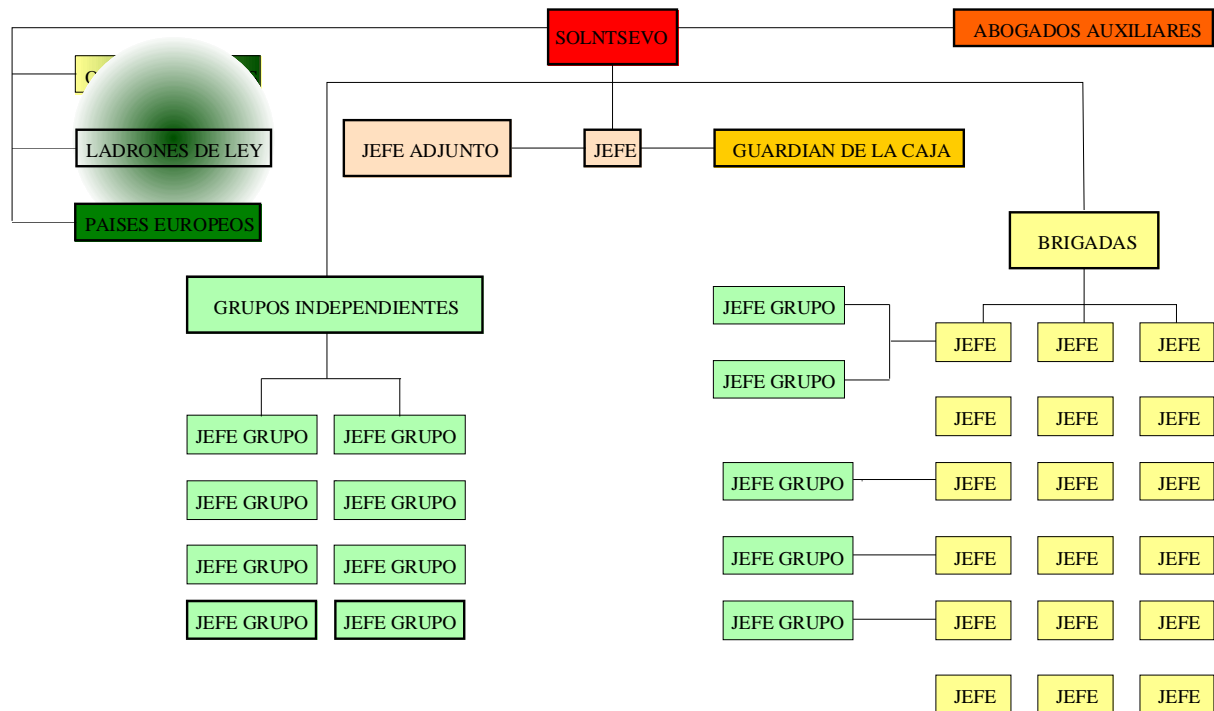 SOLNTSEVO
ABOGADOS AUXILIARES
LADRONES DE LEY
JEFE ADJUNTO
JEFE
GUARDIAN DE LA CAJA
PAISES EUROPEOS
BRIGADAS
GRUPOS INDEPENDIENTES
JEFE GRUPO
JEFE GRUPO
JEFE JEFE JEFE
JEFE GRUPO JEFE GRUPO
JEFE JEFE JEFE
JEFE GRUPO JEFE GRUPO
JEFE GRUPO
JEFE JEFE JEFE
JEFE GRUPO JEFE GRUPO
JEFE GRUPO
JEFE JEFE JEFE
JEFE GRUPO JEFE GRUPO
JEFE GRUPO
JEFE JEFE JEFE
JEFE JEFE JEFE